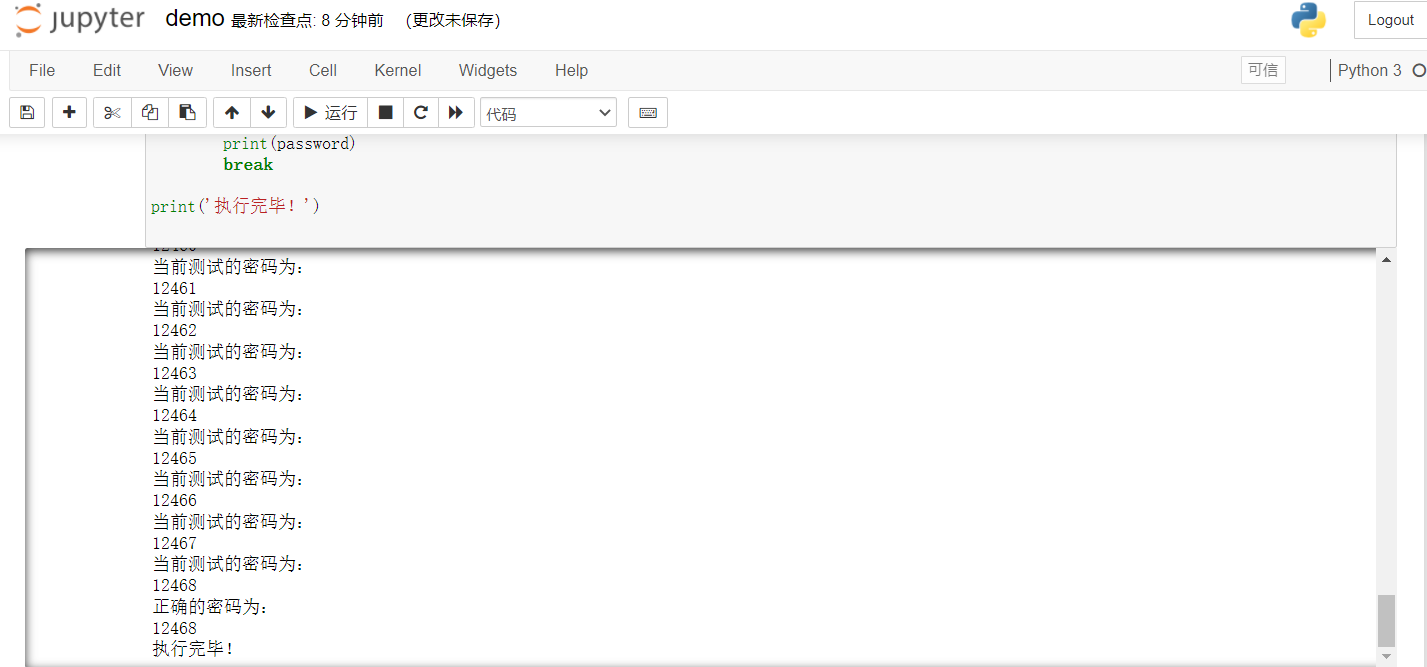 jupyter demo 最新检查点: 8 分钟前 (更改未保存) Logout
File Edit View Insert Cell Kernel Widgets Help 可信 Python 3
运行 代码
print(password)
break
print('执行完毕！')
当前测试的密码为：
12461
当前测试的密码为：
12462
当前测试的密码为：
12463
当前测试的密码为：
12464
当前测试的密码为：
12465
当前测试的密码为：
12466
当前测试的密码为：
12467
当前测试的密码为：
12468
正确的密码为：
12468
执行完毕！